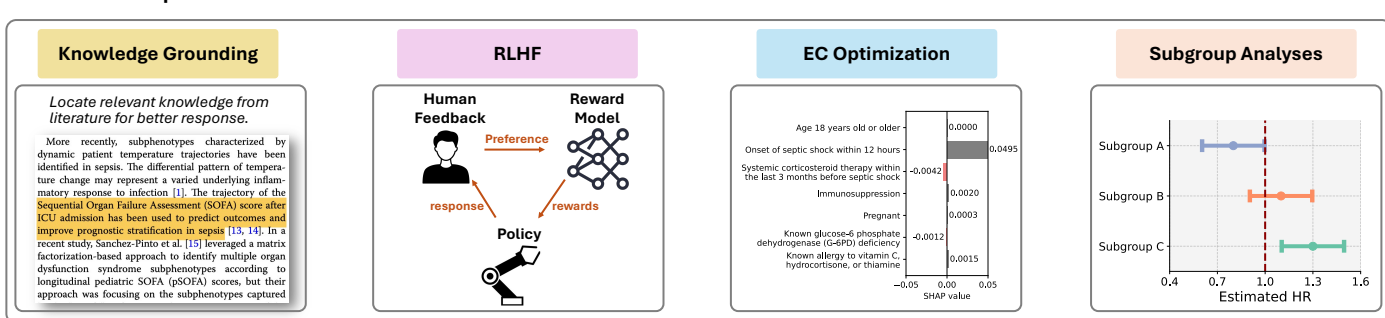 Knowledge Grounding
Locate relevant knowledge from
literature for better response.
More recently, subphenotypes characterized by
dynamic patient temperature trajectories have been
identified in sepsis. The differential pattern of tempera-
ture change may represent a varied underlying inflam-
matory response to infection [1]. The trajectory of the
Sequential Organ Failure Assessment (SOFA) score after
ICU admission has been used to predict outcomes and
improve prognostic stratification in sepsis [13, 14]. In a
recent study, Sanchez-Pinto et al. [15] leveraged a matrix
factorization-based approach to identify multiple organ
dysfunction syndrome subphenotypes according to
longitudinal pediatric SOFA (pSOFA) scores, but their
approach was focusing on the subphenotypes captured
RLHF
Human
Feedback
Reward
Model
Preference
response
rewards
Policy
EC Optimization
Age 18 years old or older
0.0000
Onset of septic shock within 12 hours
0.0495
Systemic corticosteroid therapy within
the last 3 months before septic shock
-0.0042
Immunosuppression
0.0020
Pregnant
0.0003
Known glucose-6 phosphate
dehydrogenase (G-6PD) deficiency
-0.0012
Known allergy to vitamin C,
hydrocortisone, or thiamine
0.0015
−0.05 0.00 0.05
SHAP value
Subgroup Analyses
Subgroup A
Subgroup B
Subgroup C
0.4 0.7 1.0 1.3 1.6
Estimated HR